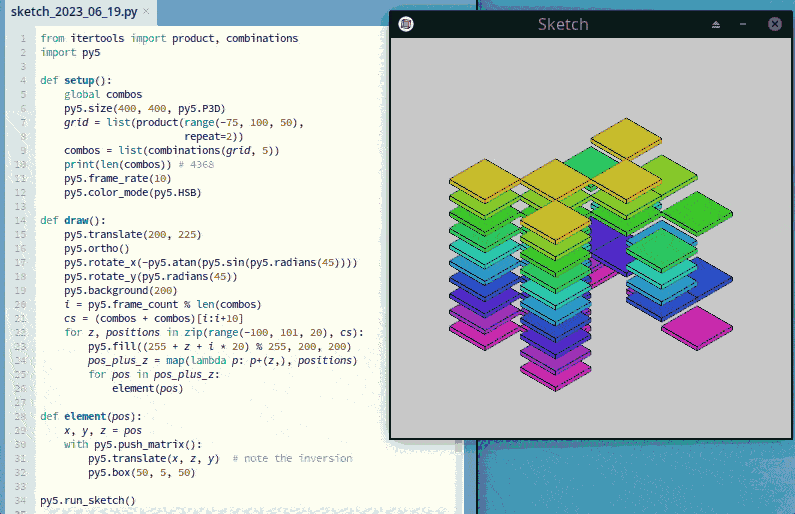 sketch_2023_06_19.py ×
Sketch
1 from itertools import product, combinations
2 import py5
3
4 def setup():
5     global combos
6     py5.size(400, 400, py5.P3D)
7     grid = list(product(range(-75, 100, 50),
8                         repeat=2))
9     combos = list(combinations(grid, 5))
10     print(len(combos)) # 4368
11     py5.frame_rate(10)
12     py5.color_mode(py5.HSB)
13
14 def draw():
15     py5.translate(200, 225)
16     py5.ortho()
17     py5.rotate_x(-py5.atan(py5.sin(py5.radians(45))))
18     py5.rotate_y(py5.radians(45))
19     py5.background(200)
20     i = py5.frame_count % len(combos)
21     cs = (combos + combos)[i:i+10]
22     for z, positions in zip(range(-100, 101, 20), cs):
23         py5.fill((255 + z + i * 20) % 255, 200, 200)
24         pos_plus_z = map(lambda p: p+(z,), positions)
25         for pos in pos_plus_z:
26             element(pos)
27
28 def element(pos):
29     x, y, z = pos
30     with py5.push_matrix():
31         py5.translate(x, z, y)  # note the inversion
32         py5.box(50, 5, 50)
33
34 py5.run_sketch()